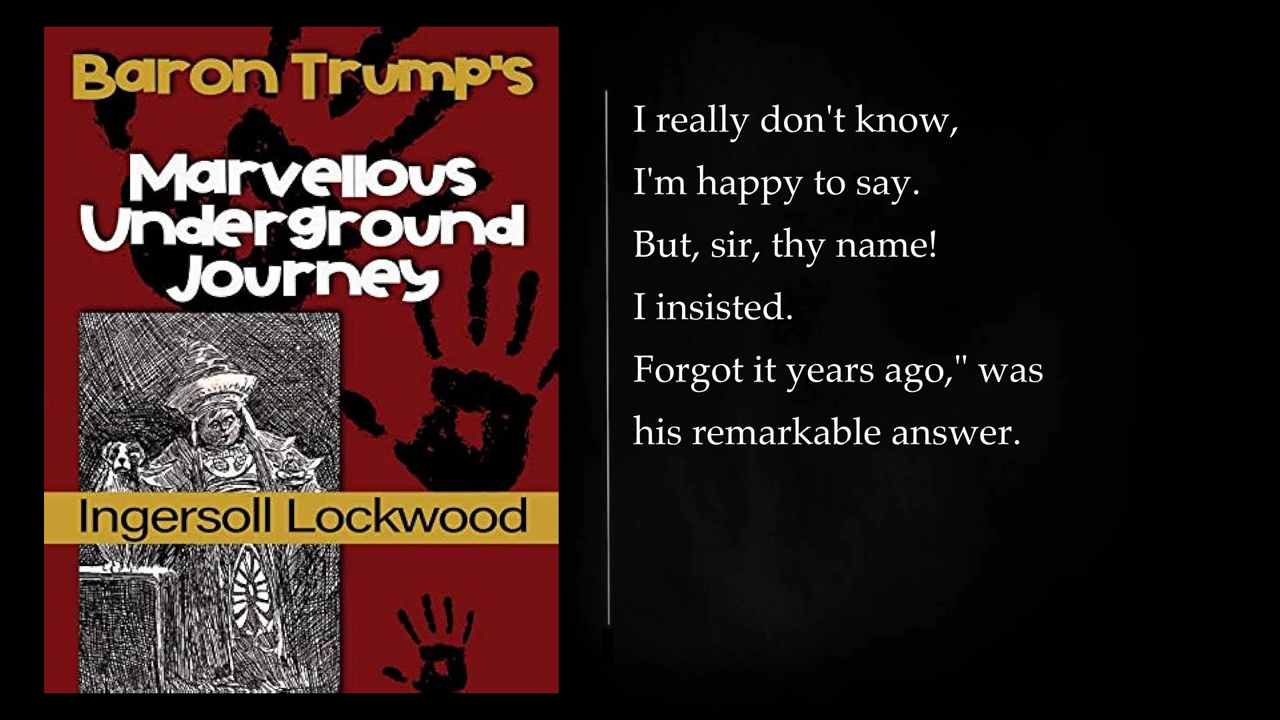 Baron Trump's
Marvellous
Underground
Journey
Ingersoll Lockwood
I really don't know,
I'm happy to say.
But, sir, thy name!
I insisted.
Forgot it years ago," was
his remarkable answer.